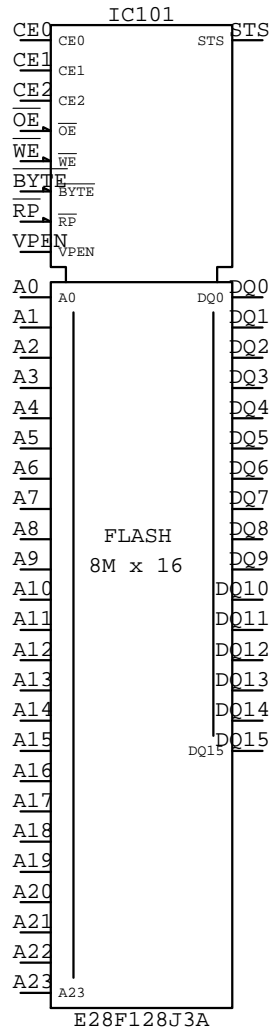 IC101
CE0 CE0 STS STS
CE1 CE1
CE2 CE2
OE OE
WE WE
BYTE BYTE
RP RP
VPEN VPEN
A0 A0 DQ0 DQ0
A1 DQ1
A2 DQ2
A3 DQ3
A4 DQ4
A5 DQ5
A6 DQ6
A7 DQ7
A8 FLASH DQ8
A9 8M x 16 DQ9
A10 DQ10
A11 DQ11
A12 DQ12
A13 DQ13
A14 DQ14
A15 DQ15 DQ15
A16
A17
A18
A19
A20
A21
A22
A23 A23
E28F128J3A